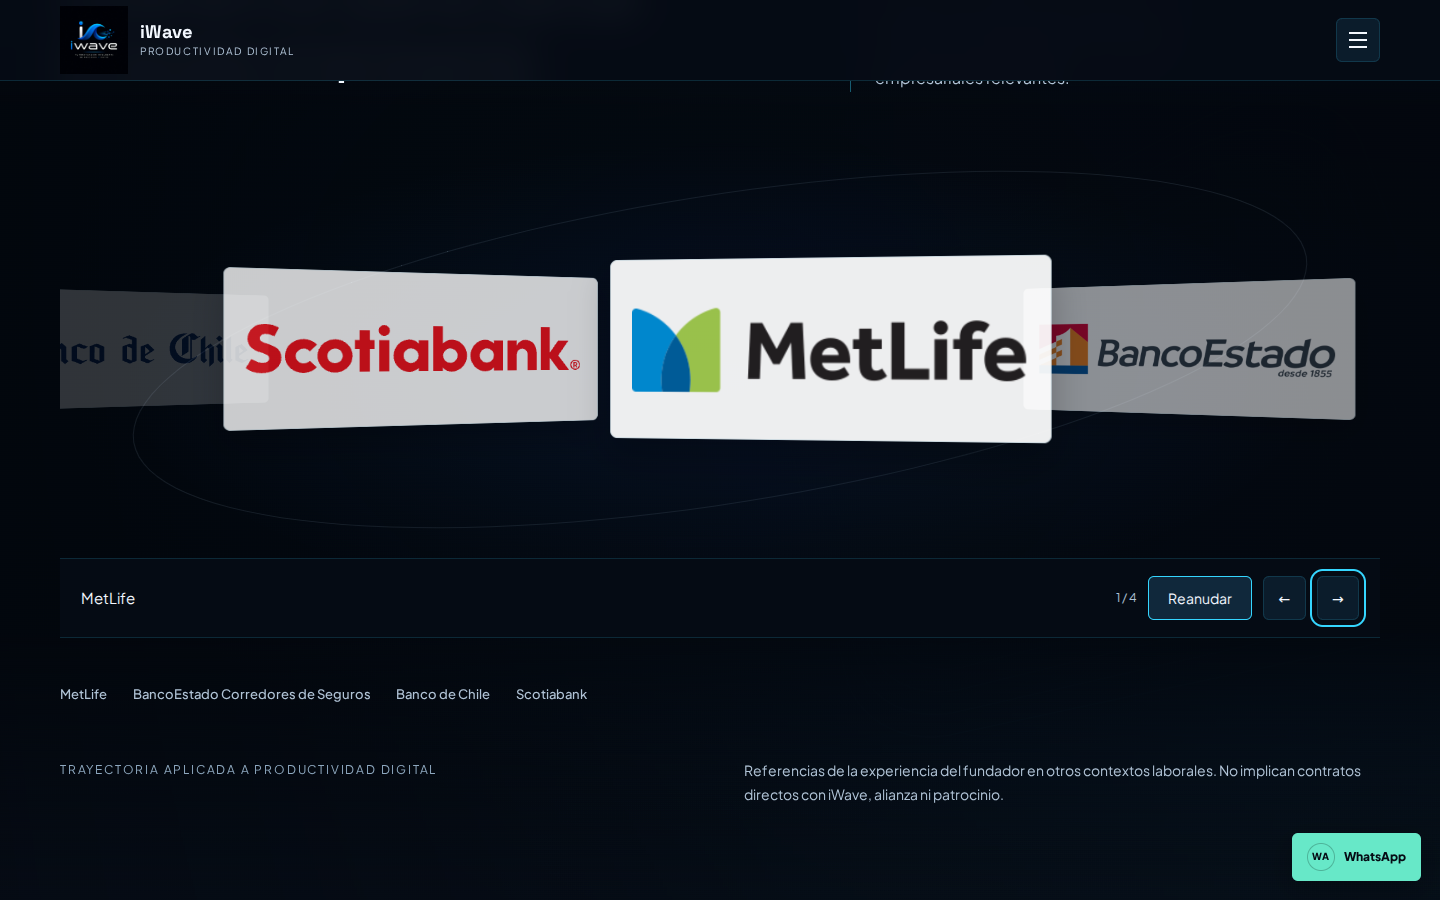 iwave
iWave
PRODUCTIVIDAD DIGITAL
empresariales relevantes.
nco de Chile
Scotiabank®
MetLife
BancoEstado
desde 1855
MetLife
1 / 4
Reanudar
←
→
MetLife
BancoEstado Corredores de Seguros
Banco de Chile
Scotiabank
TRAYECTORIA APLICADA A PRODUCTIVIDAD DIGITAL
Referencias de la experiencia del fundador en otros contextos laborales. No implican contratos
directos con iWave, alianza ni patrocinio.
WA
WhatsApp